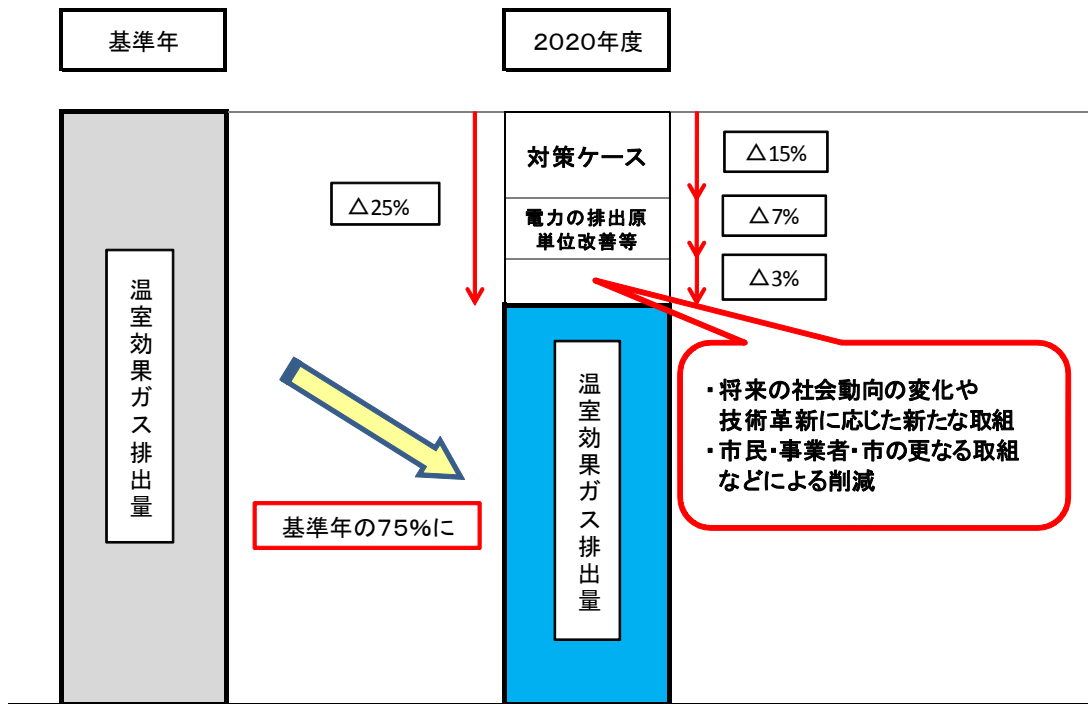 基準年
2020年度
対策ケース
△15%
△25%
電力の排出原
単位改善等
△7%
△3%
温室効果ガス排出量
温室効果ガス排出量
・将来の社会動向の変化や
技術革新に応じた新たな取組
・市民・事業者・市の更なる取組
などによる削減
基準年の75%に